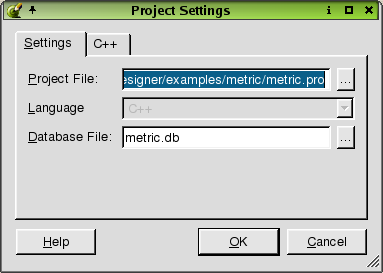 Project Settings
Settings C++
Project File: esigner/examples/metric/metric.pro ...
Language C++
Database File: metric.db ...
Help OK Cancel